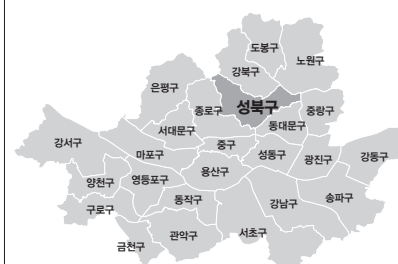 도봉구
노원구
강북구
은평구
종로구
성북구
중랑구
동대문구
서대문구
강서구
중구
마포구
성동구
광진구
강동구
양천구
영등포구
용산구
구로구
동작구
강남구
송파구
금천구
관악구
서초구